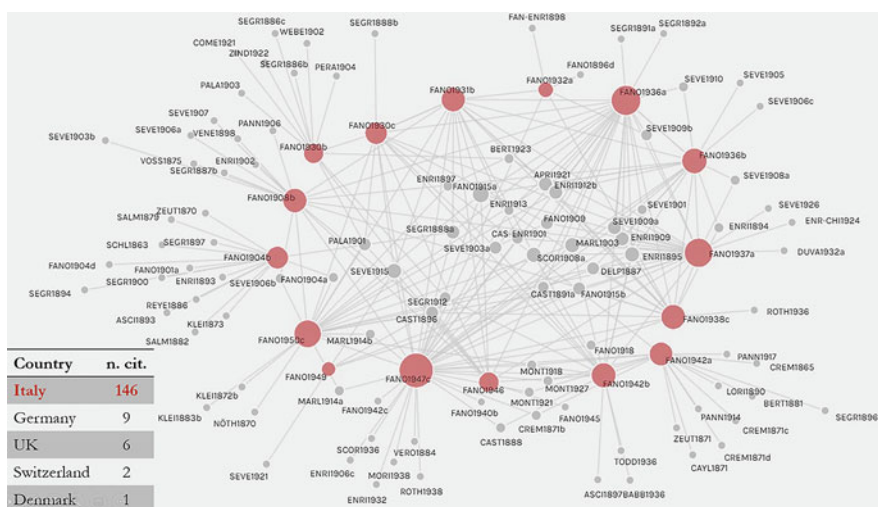 SEGR1886c
WEBE1902
SEGR1888b
FAN-ENR1898
SEGR1891a
SEGR1892a
COME1921
ZIND1922
SEGR1886b
PERA1904
FANO1896d
FANO1931b
FANO1932a
FANO1936a
SEVE1910
SEVE1905
PALA1903
SEVE1906c
SEVE1907
PANN1906
FANO1930c
SEVE1906a
VENE1898
SEVE1909b
SEVE1903b
FANO1930b
BERT1923
FANO1936b
VOSS1875
ENRI1902
SEGR1887b
ENRI1897
FANO1915a
APRI1921
ENRI1912b
SEVE1908a
FANO1908b
ENRI1913
SEVE1901
SEVE1926
ZEUT1870
SALM1879
FANO1909
SEVE1909a
ENRI1894
ENR-CHI1924
SEGR1888a
CAS-ENR1901
SCHL1863
SEGR1897
PALA1901
SEVE1903a
MARL1903
ENRI1909
FANO1904b
SCOR1908a
ENRI1895
FANO1937a
DUVA1932a
FANO1904d
FANO1901a
SEVE1915
DELP1887
SEGR1900
ENRI1893
SEVE1906b
FANO1904a
SEGR1894
CAST1891a
FANO1915b
REYE1886
SEGR1912
ASCI1893
KLEI1873
CAST1896
FANO1938c
ROTH1936
SALM1882
FANO1950c
MARL1914b
FANO1918
FANO1942a
PANN1917
CREM1865
FANO1949
FANO1947c
FANO1946
MONT1918
MONT1927
FANO1942b
KLEI1872b
MARL1914a
MONT1921
LORI1890
BERT1881
KLEI1883b
FANO1942c
FANO1940b
FANO1945
PANN1914
SEGR1896
NÖTH1870
CREM1871b
CREM1871c
CAST1888
ZEUT1871
SCOR1936
VERO1884
CREM1871d
SEVE1921
ENRI1906c
MORI1938
TODD1936
CAYL1871
ROTH1938
ENRI1932
ASCI1897
BABB1936
Country n. cit.
Italy 146
Germany 9
UK 6
Switzerland 2
Denmark 1